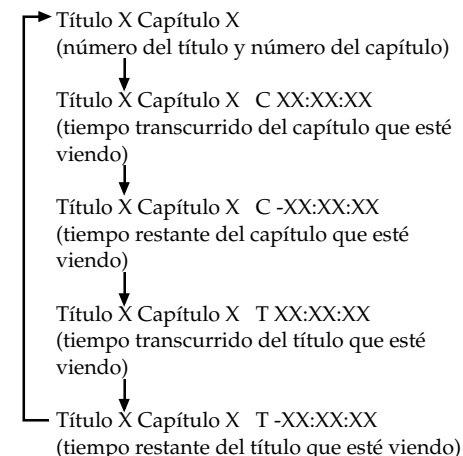 Título X Capítulo X
(número del título y número del capítulo)
Título X Capítulo X   C XX:XX:XX
(tiempo transcurrido del capítulo que esté
viendo)
Título X Capítulo X   C -XX:XX:XX
(tiempo restante del capítulo que esté
viendo)
Título X Capítulo X   T XX:XX:XX
(tiempo transcurrido del título que esté
viendo)
Título X Capítulo X   T -XX:XX:XX
(tiempo restante del título que esté viendo)